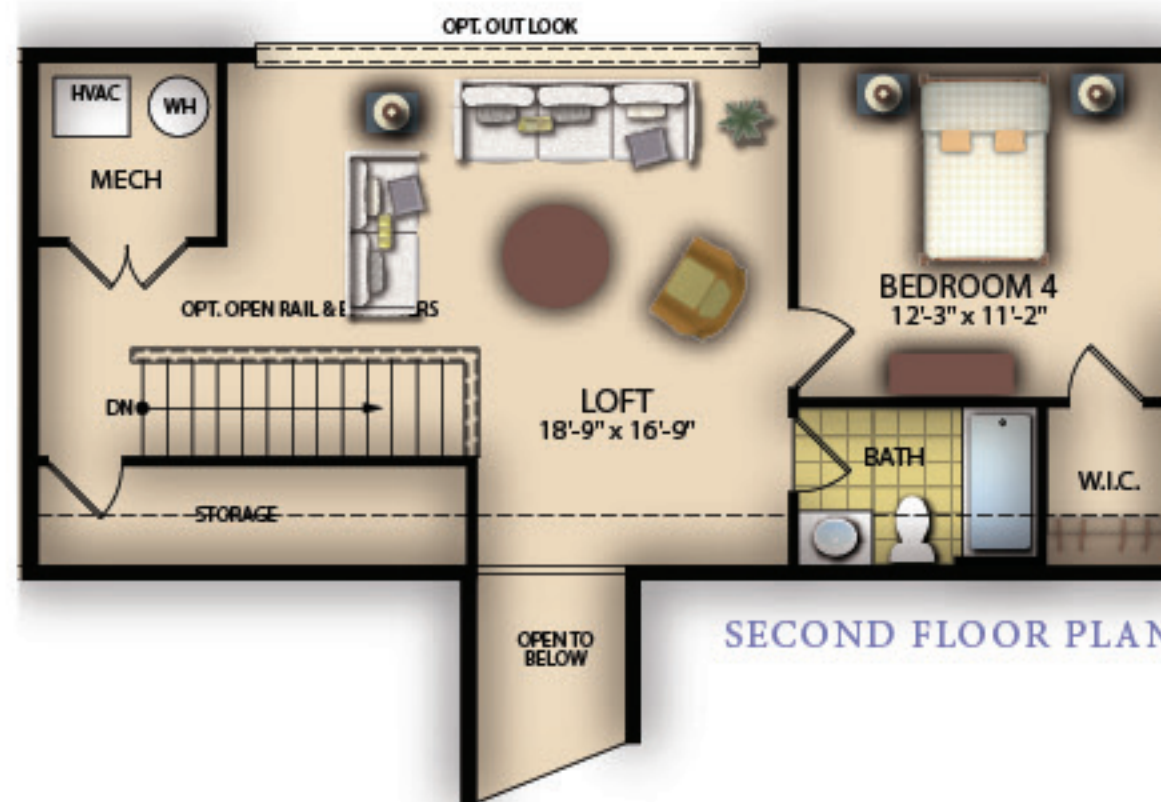 OPT. OUT LOOK
HVAC
WH
MECH
OPT. OPEN RAIL &
BEDROOM 4
12'-3" x 11'-2"
DN
LOFT
18'-9" x 16'-9"
BATH
W.I.C.
STORAGE
OPEN TO
BELOW
SECOND FLOOR PLAN